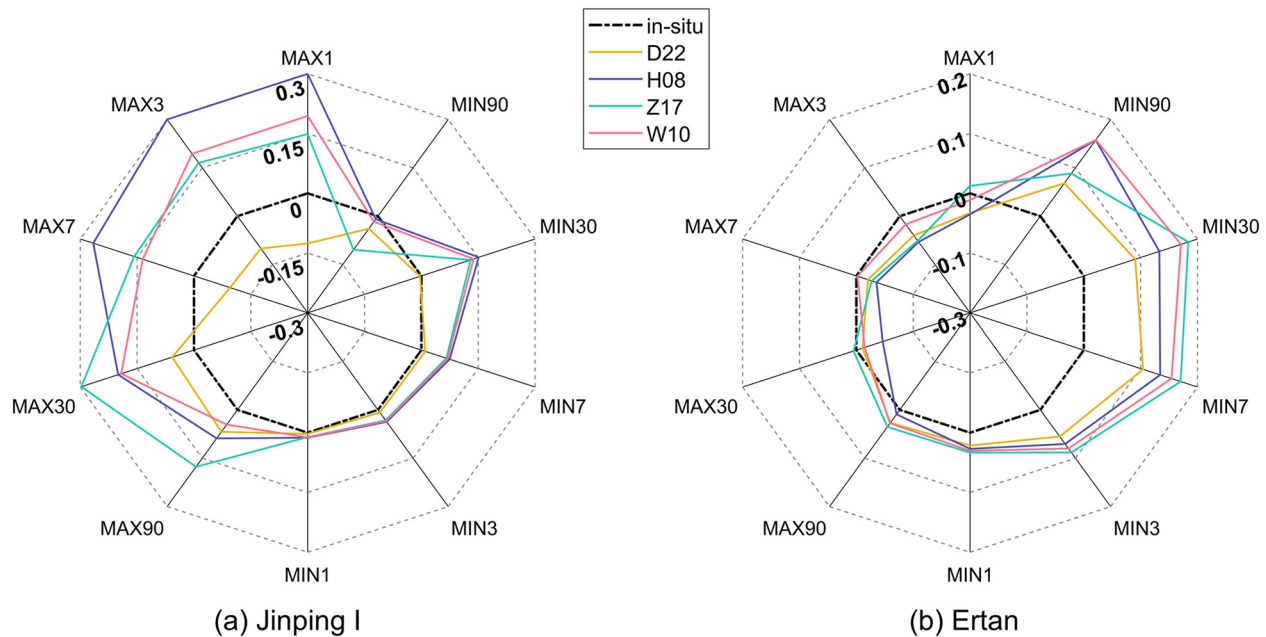 in-situ
D22
H08
Z17
W10
MAX1
MIN90
MIN30
MIN7
MIN3
MIN1
MAX90
MAX30
MAX7
MAX3
0.3
0.15
0
-0.15
-0.3
(a) Jinping I
MAX1
MIN90
MIN30
MIN7
MIN3
MIN1
MAX90
MAX30
MAX7
MAX3
0.2
0.1
0
-0.1
-0.3
(b) Ertan